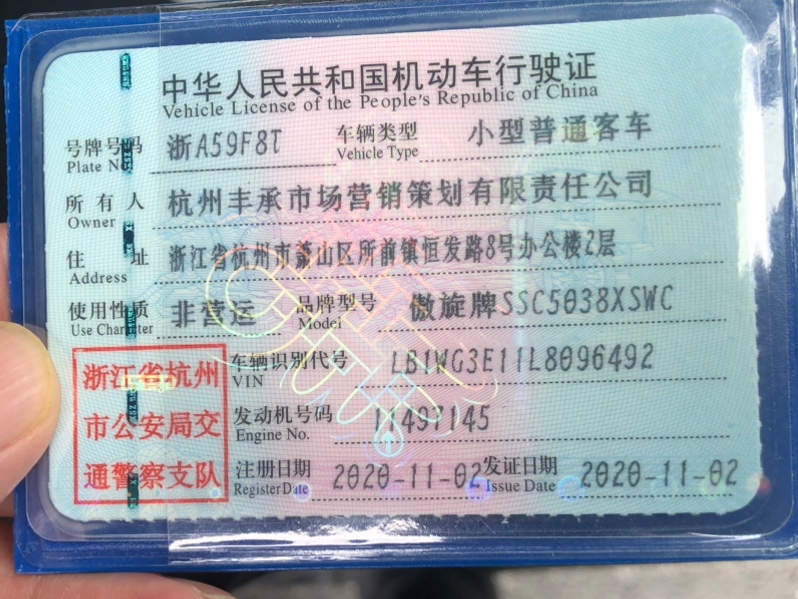 中华人民共和国机动车行驶证
Vehicle License of the People's Republic of China
号牌号码 浙A59F8T 车辆类型 小型普通客车
Plate No. Vehicle Type
所有人 杭州丰承市场营销策划有限责任公司
Owner
住址 浙江省杭州市萧山区所前镇恒发路8号办公楼2层
Address
使用性质 非营运 品牌型号 傲旋牌SSC5038XSWC
Use Character Model
车辆识别代号 LB1WG3E11L8096492
VIN
发动机号码 11497145
Engine No.
注册日期 2020-11-02 发证日期 2020-11-02
Register Date Issue Date
浙江省杭州
市公安局交
通警察支队